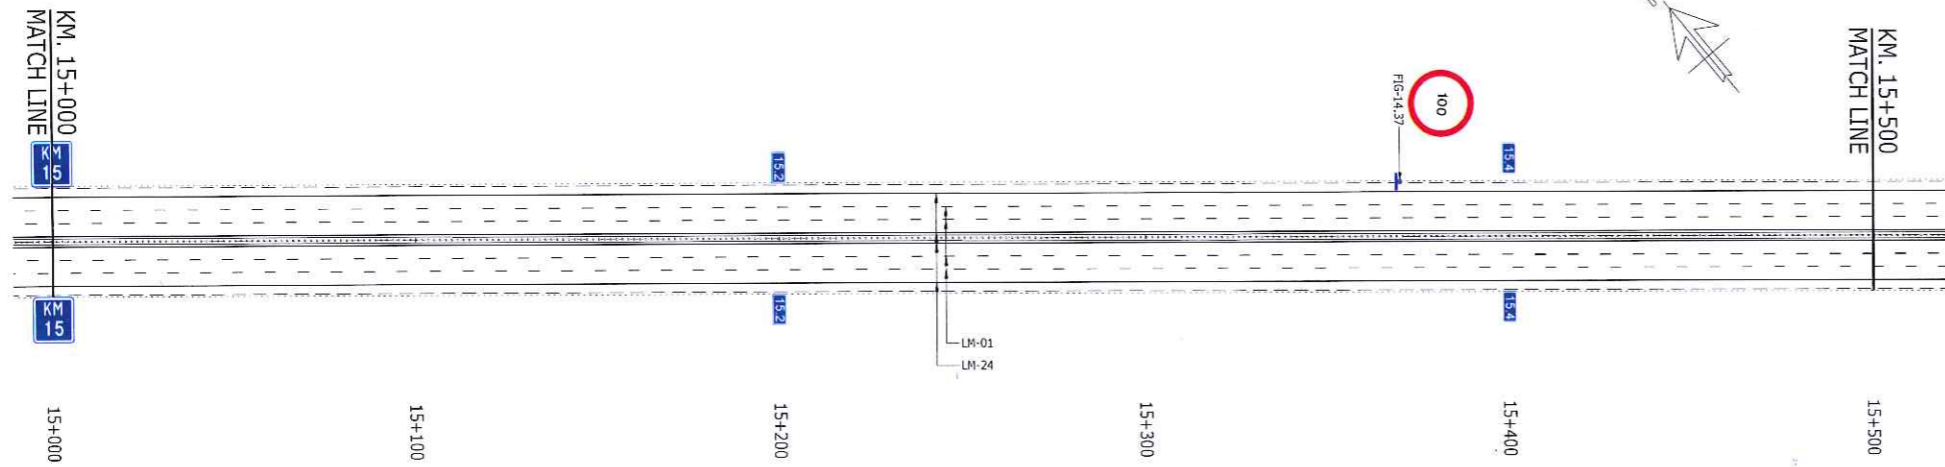 KM. 15+000
MATCH LINE
KM
15
KM
15
15.2
15.2
LM-01
LM-24
FIG-14.37
100
15.4
15.4
KM. 15+500
MATCH LINE
15+000
15+100
15+200
15+300
15+400
15+500